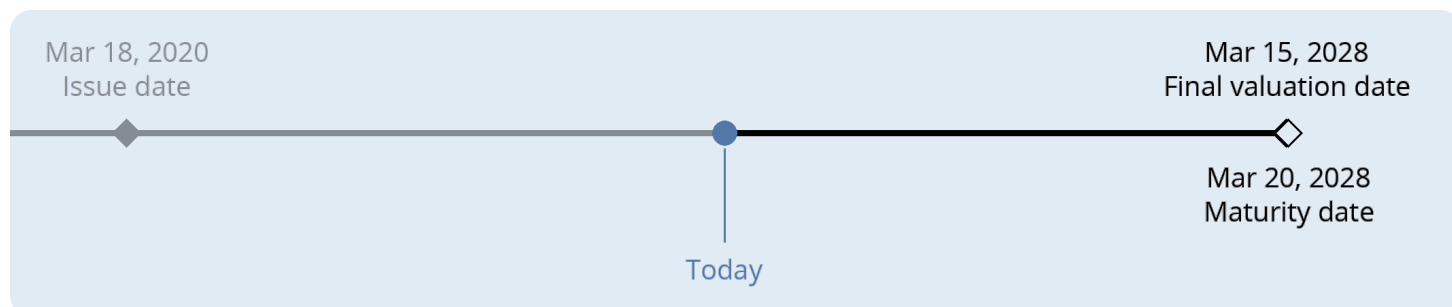 Mar 18, 2020
Issue date
Mar 15, 2028
Final valuation date
Mar 20, 2028
Maturity date
Today